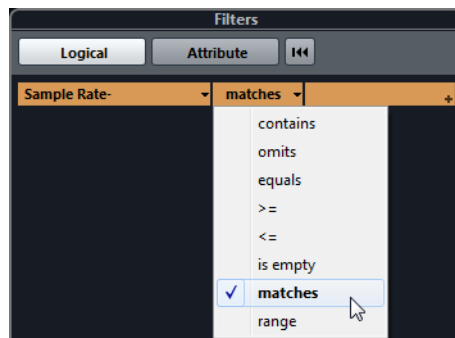 Filters
Logical Attribute
Sample Rate- matches +
contains
omits
equals
>=
<=
is empty
✓ matches
range